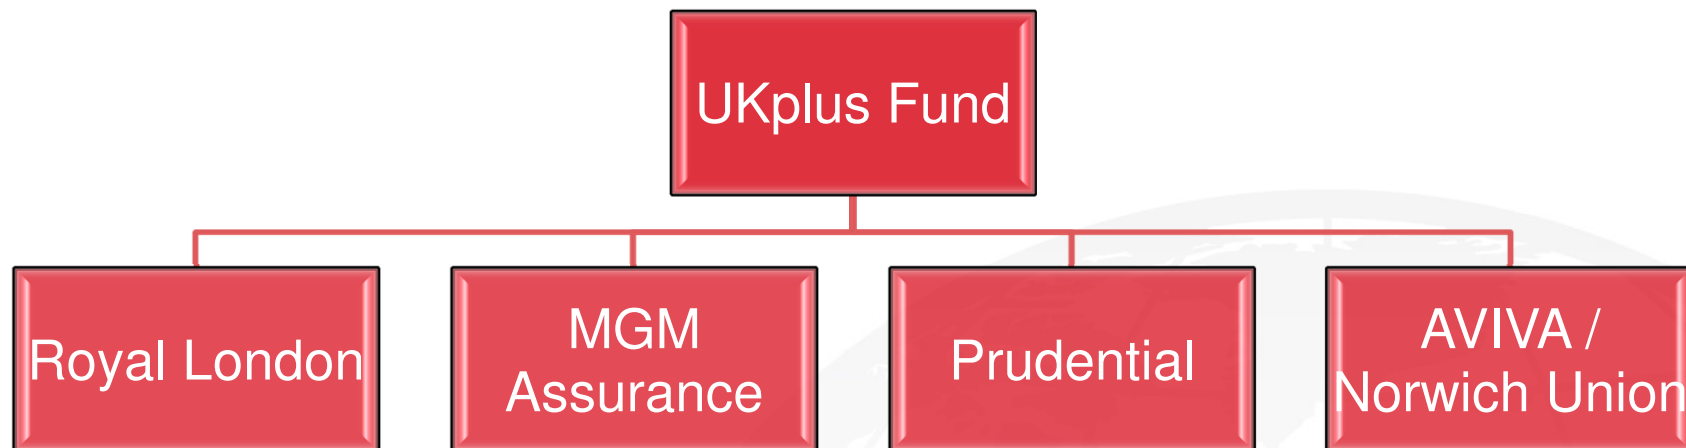 UKplus Fund
Royal London
MGM
Assurance
Prudential
AVIVA /
Norwich Union